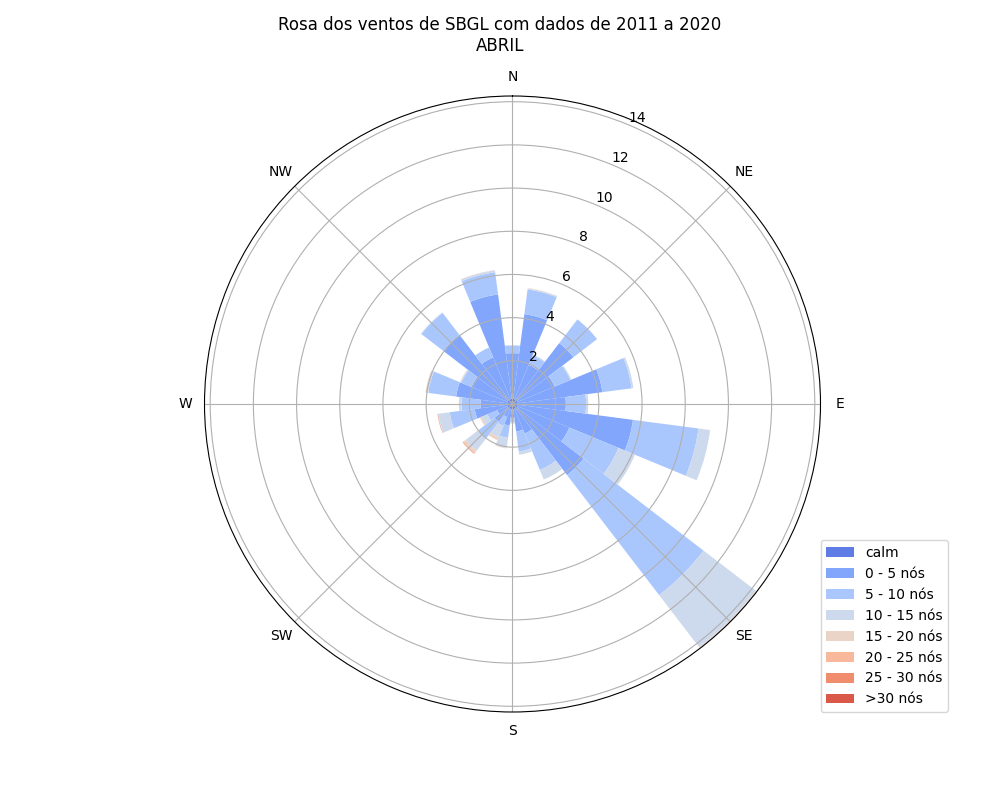 Rosa dos ventos de SBGL com dados de 2011 a 2020
ABRIL
N
14
12
NW
NE
10
8
6
4
2
W
E
SW
SE
S
calm
0 - 5 nós
5 - 10 nós
10 - 15 nós
15 - 20 nós
20 - 25 nós
25 - 30 nós
>30 nós